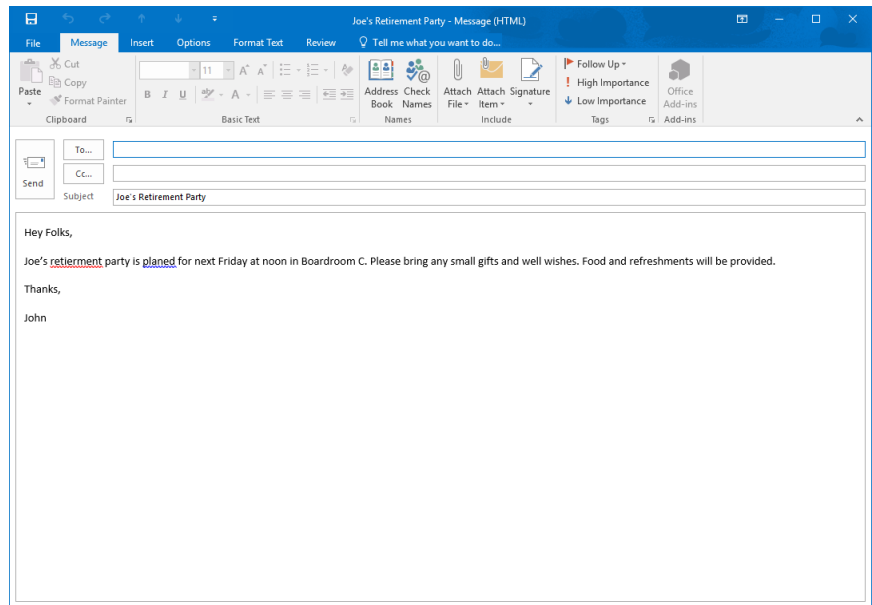 Joe's Retirement Party - Message (HTML)
File Message Insert Options Format Text Review Tell me what you want to do...
Paste
Cut
Copy
Format Painter
Clipboard
11 A A
B I U ab A
Basic Text
Address Book
Check Names
Names
Attach File
Attach Item
Signature
Include
Follow Up
High Importance
Low Importance
Tags
Office Add-ins
Add-ins
Send
To...
Cc...
Subject Joe's Retirement Party
Hey Folks,
Joe's retierment party is planed for next Friday at noon in Boardroom C. Please bring any small gifts and well wishes. Food and refreshments will be provided.
Thanks,
John